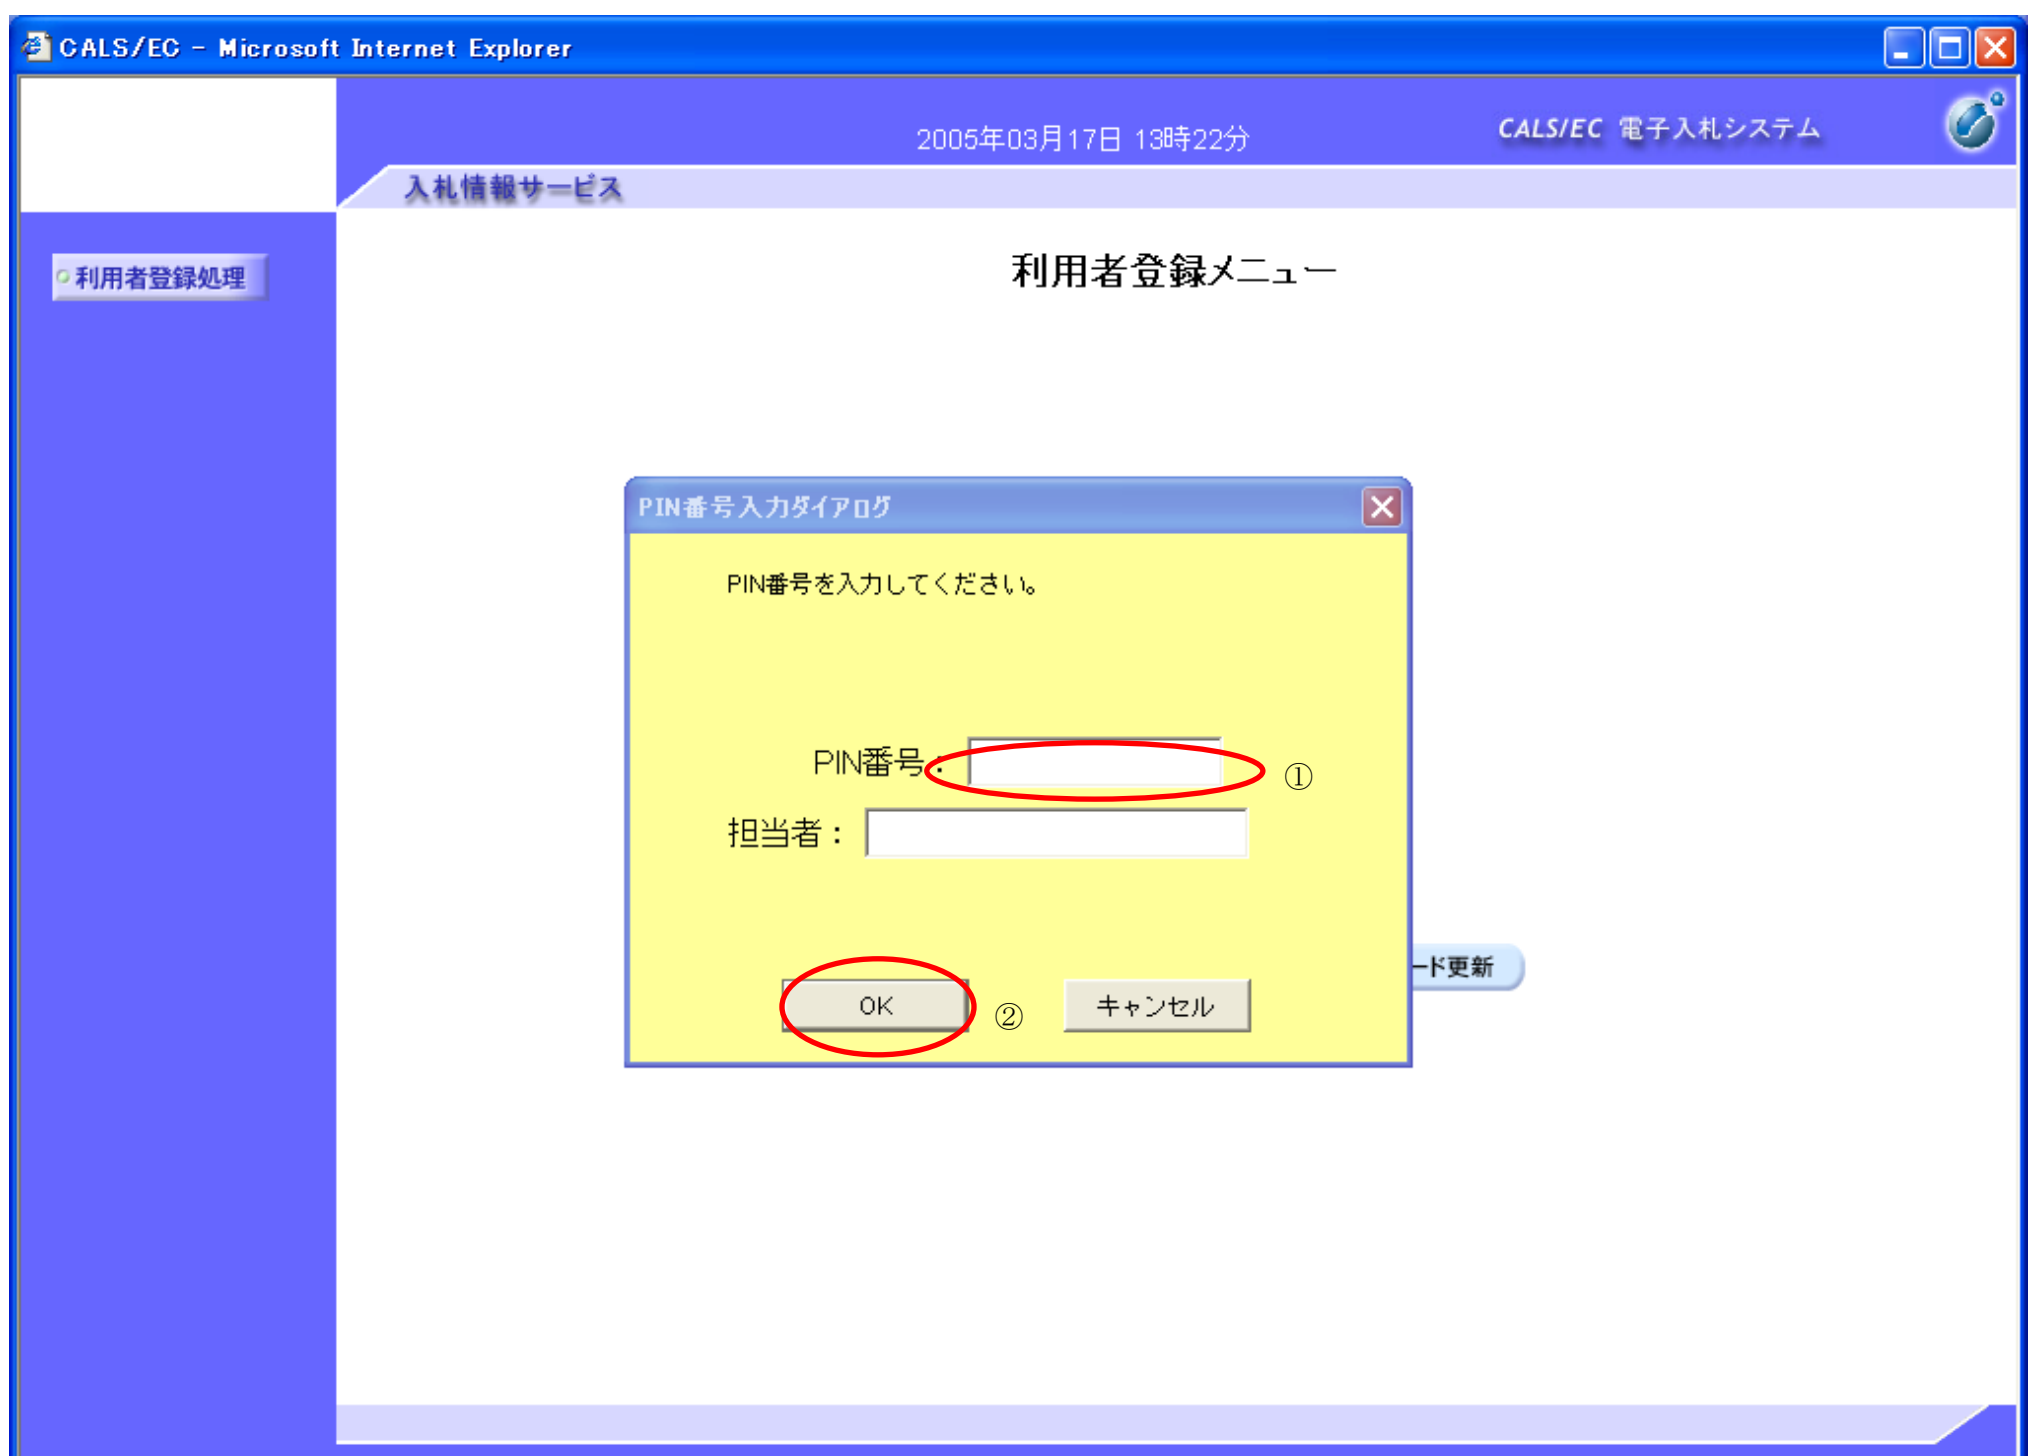 CALS/EC - Microsoft Internet Explorer
2005年03月17日 13時22分
CALS/EC 電子入札システム
入札情報サービス
利用者登録処理
利用者登録メニュー
PIN番号入力ダイアログ
PIN番号を入力してください。
PIN番号：
①
担当者：
OK
②
キャンセル
ード更新